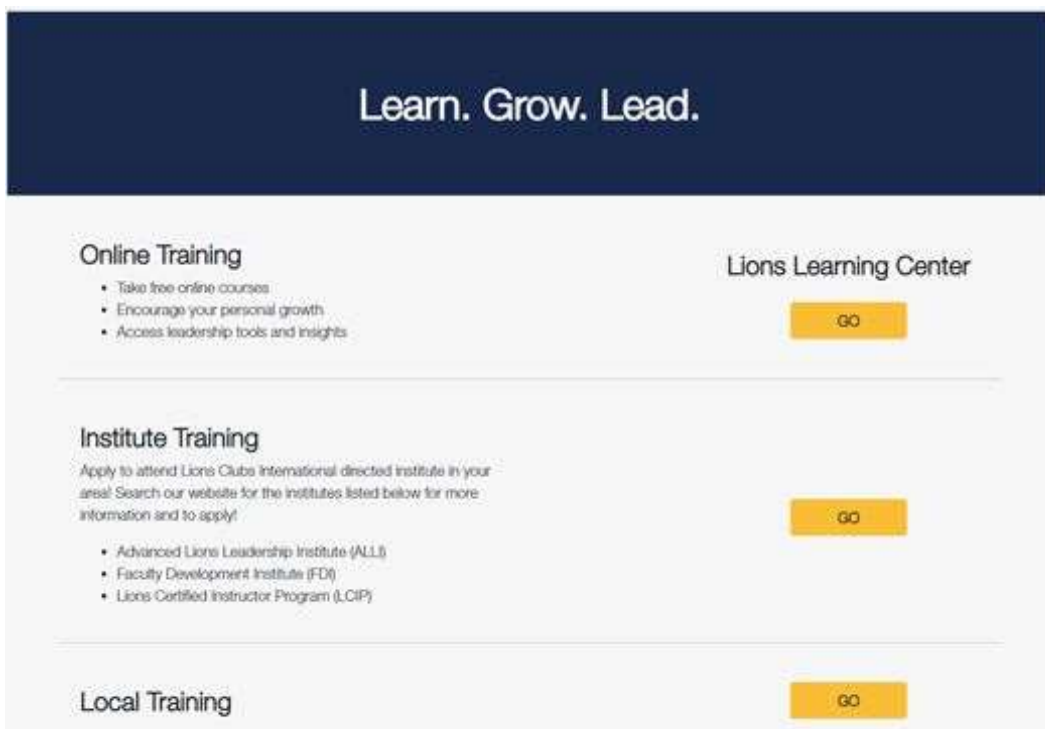 Learn. Grow. Lead.
Online Training
• Take free online courses
• Encourage your personal growth
• Access leadership tools and insights
Lions Learning Center
GO
Institute Training
Apply to attend Lions Clubs International directed institute in your
area! Search our website for the institutes listed below for more
information and to apply!
• Advanced Lions Leadership Institute (ALLI)
• Faculty Development Institute (FDI)
• Lions Certified Instructor Program (LCIP)
GO
Local Training
GO